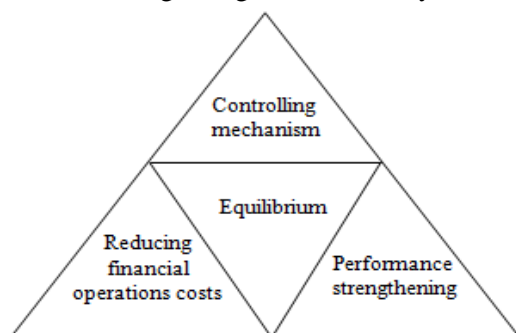 Controlling
mechanism
Equilibrium
Reducing
financial
operations costs
Performance
strengthening